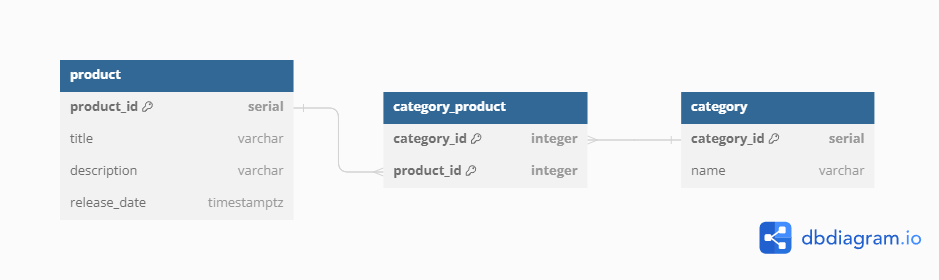 product
product_id serial
title varchar
description varchar
release_date timestamptz
category_product
category_id integer
product_id integer
category
category_id serial
name varchar
dbdiagram.io